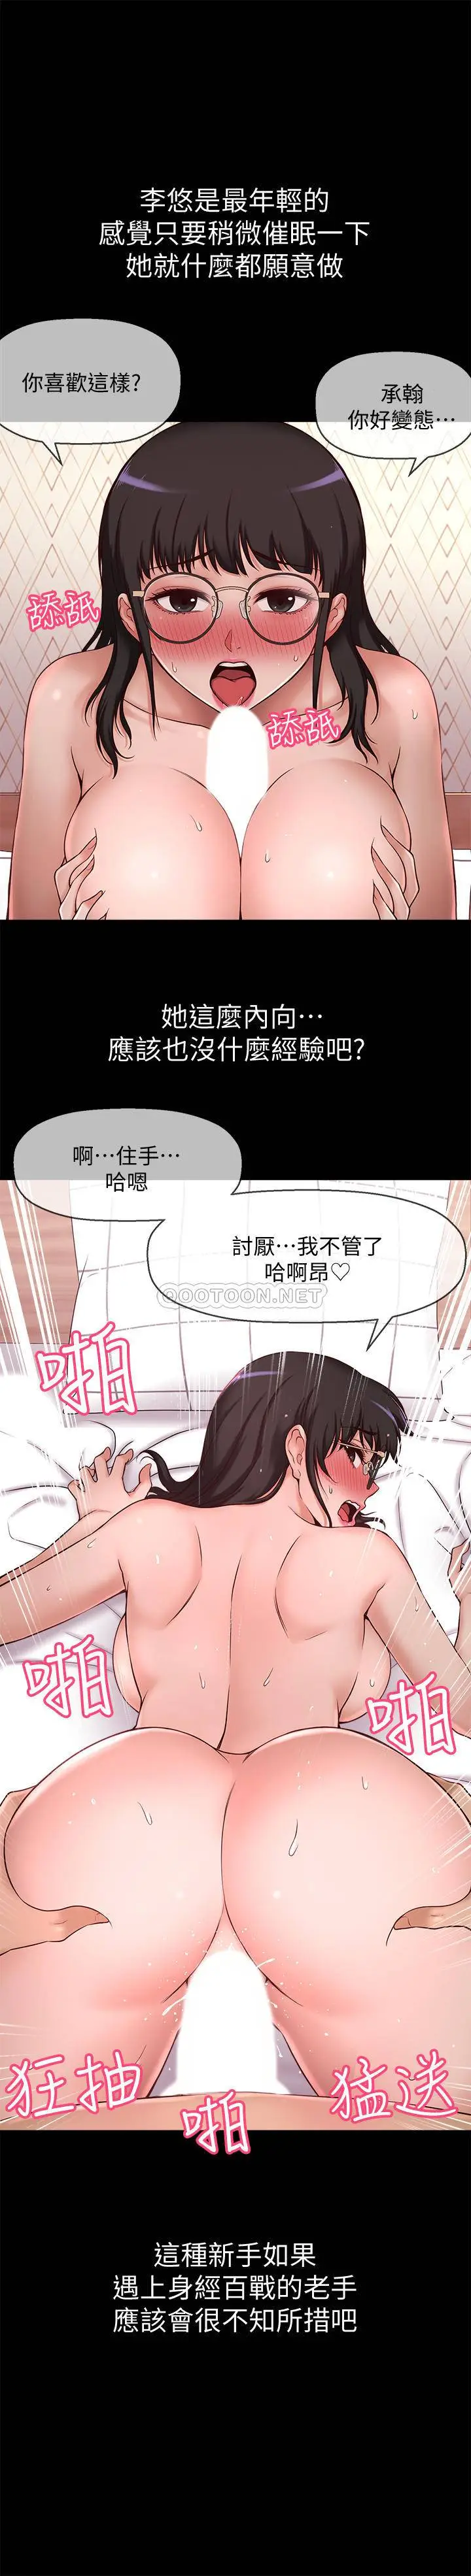 李悠是最年輕的
感覺只要稍微催眠一下
她就什麼都願意做
你喜歡這樣?
承翰
你好變態…
舔舐
舔舐
她這麼內向…
應該也沒什麼經驗吧?
啊…住手…
哈嗯
討厭…我不管了
哈啊昂♡
QOOTOON.NET
啪
啪
啪
狂抽
啪
猛送
這種新手如果
遇上身經百戰的老手
應該會很不知所措吧